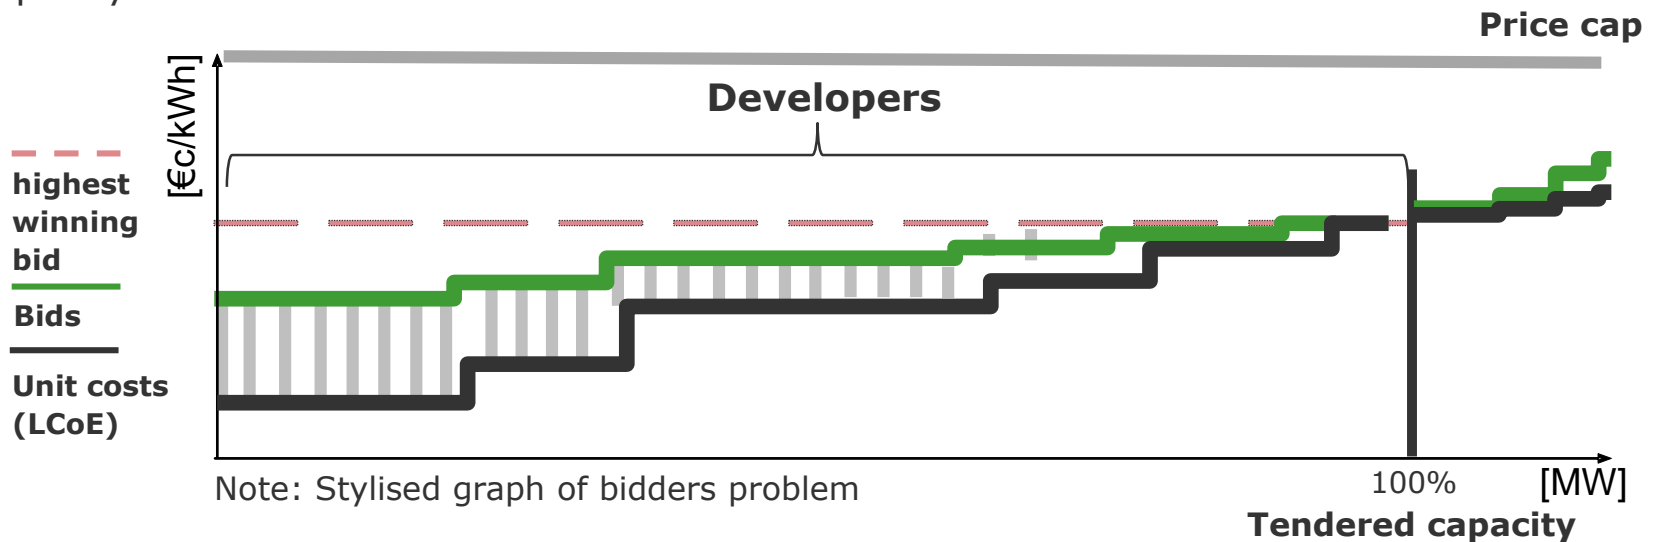 Price cap
[€c/kWh]
Developers
highest
winning
bid
Bids
Unit costs
(LCoE)
Note: Stylised graph of bidders problem
100%
[MW]
Tendered capacity